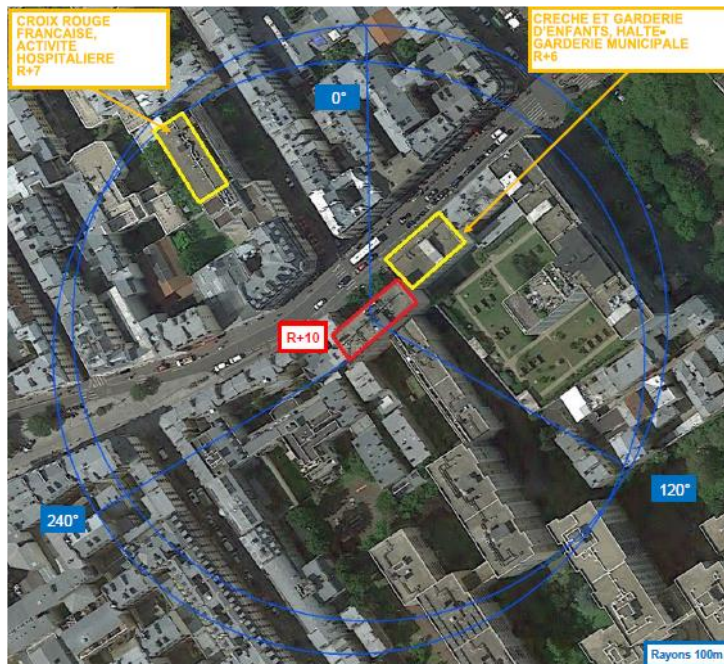 CROIX ROUGE
FRANCAISE,
ACTIVITE
HOSPITALIERE
R+7
CRECHE ET GARDERIE
D'ENFANTS, HALTE-
GARDERIE MUNICIPALE
R+6
0°
R+10
120°
240°
Rayons 100m